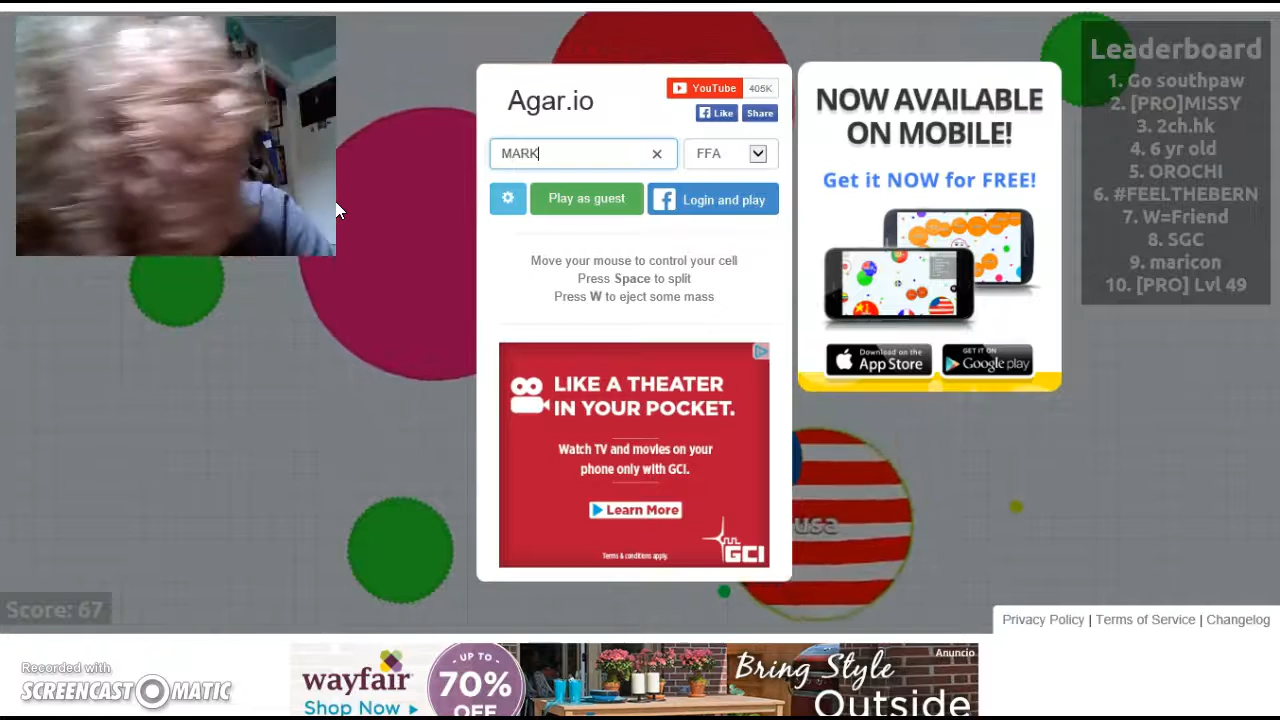 Agar.io
YouTube 405K
Like Share
MARK
FFA
Play as guest
Login and play
Move your mouse to control your cell
Press Space to split
Press W to eject some mass
LIKE A THEATER
IN YOUR POCKET.
Watch TV and movies on your
phone only with GCI.
Learn More
Terms & conditions apply.
GCI
NOW AVAILABLE
ON MOBILE!
Get it NOW for FREE!
Download on the
App Store
GET IT ON
Google play
Leaderboard
1. Go southpaw
2. [PRO]MISSY
3. 2ch.hk
4. 6 yr old
5. OROCHI
6. #FEELTHEBERN
7. W=Friend
8. SGC
9. maricon
10. [PRO] Lvl 49
usa
Score: 67
Privacy Policy | Terms of Service | Changelog
Recorded with
SCREENCAST O MATIC
wayfair
Shop Now
- UP TO -
70%
OFF
Bring Style
Outside
Anuncio